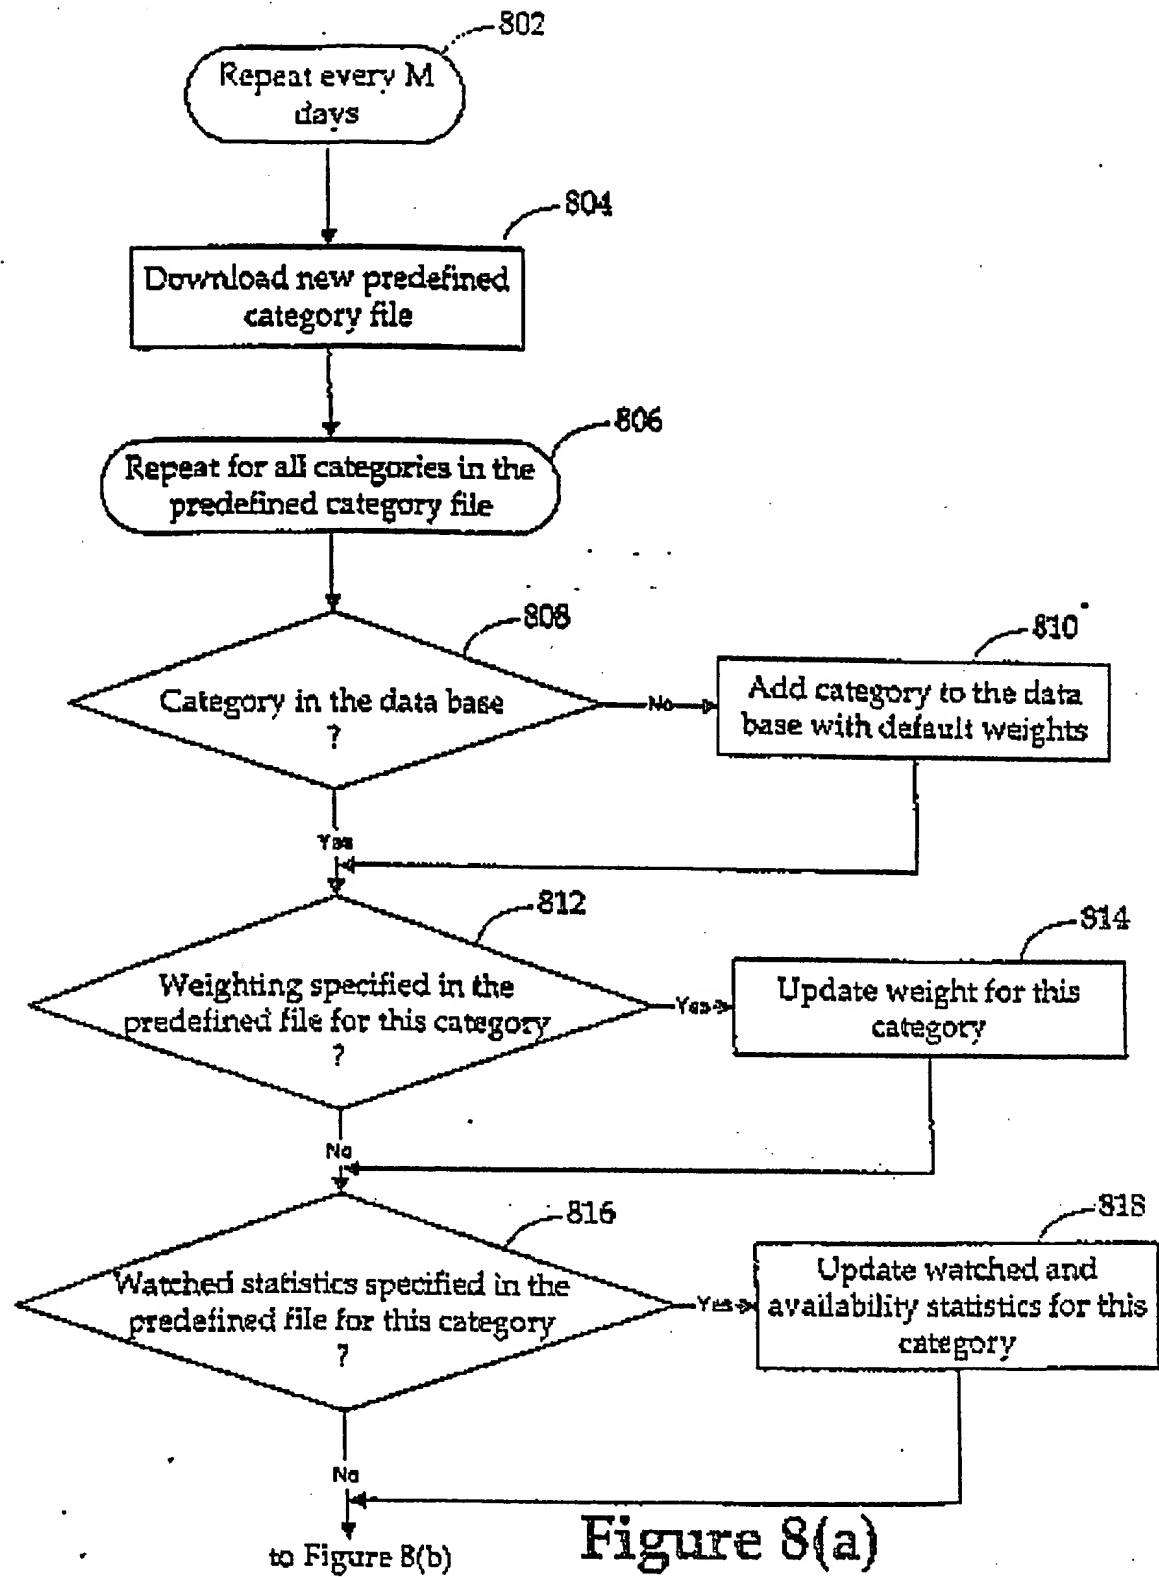 802
Repeat every M
days
804
Download new predefined
category file
806
Repeat for all categories in the
predefined category file
808
Category in the data base
?
No
810
Add category to the data
base with default weights
Yes
812
Weighting specified in the
predefined file for this category
?
Yes
814
Update weight for this
category
No
816
Watched statistics specified in the
predefined file for this category
?
Yes
818
Update watched and
availability statistics for this
category
No
to Figure 8(b)
Figure 8(a)